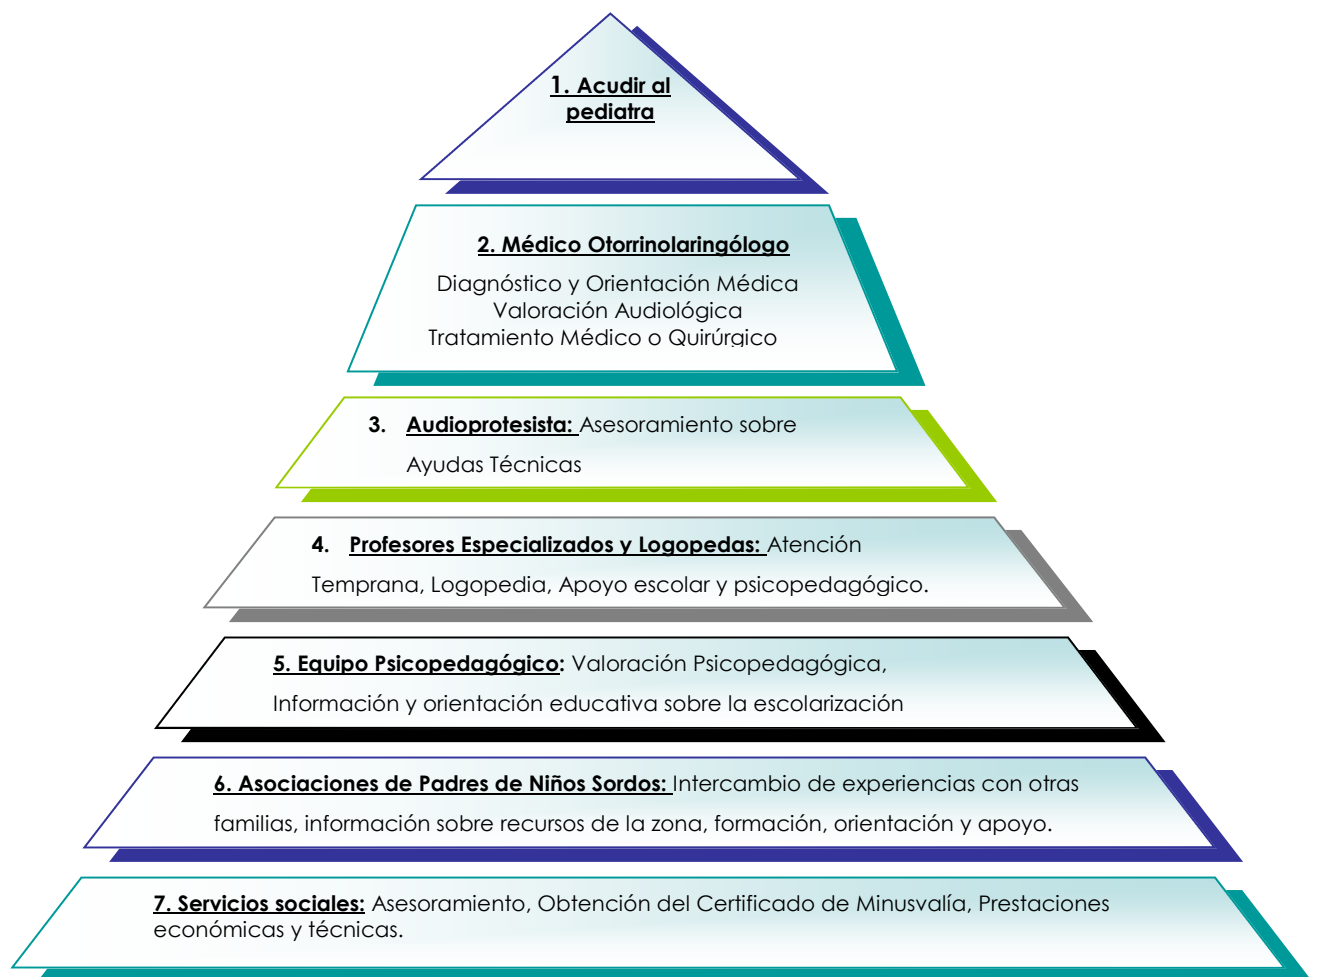 1. Acudir al
pediatra
2. Médico Otorrinolaringólogo
Diagnóstico y Orientación Médica
Valoración Audiológica
Tratamiento Médico o Quirúrgico
3. Audioprotesista: Asesoramiento sobre
Ayudas Técnicas
4. Profesores Especializados y Logopedas: Atención
Temprana, Logopedia, Apoyo escolar y psicopedagógico.
5. Equipo Psicopedagógico: Valoración Psicopedagógica,
Información y orientación educativa sobre la escolarización
6. Asociaciones de Padres de Niños Sordos: Intercambio de experiencias con otras
familias, información sobre recursos de la zona, formación, orientación y apoyo.
7. Servicios sociales: Asesoramiento, Obtención del Certificado de Minusvalía, Prestaciones
económicas y técnicas.